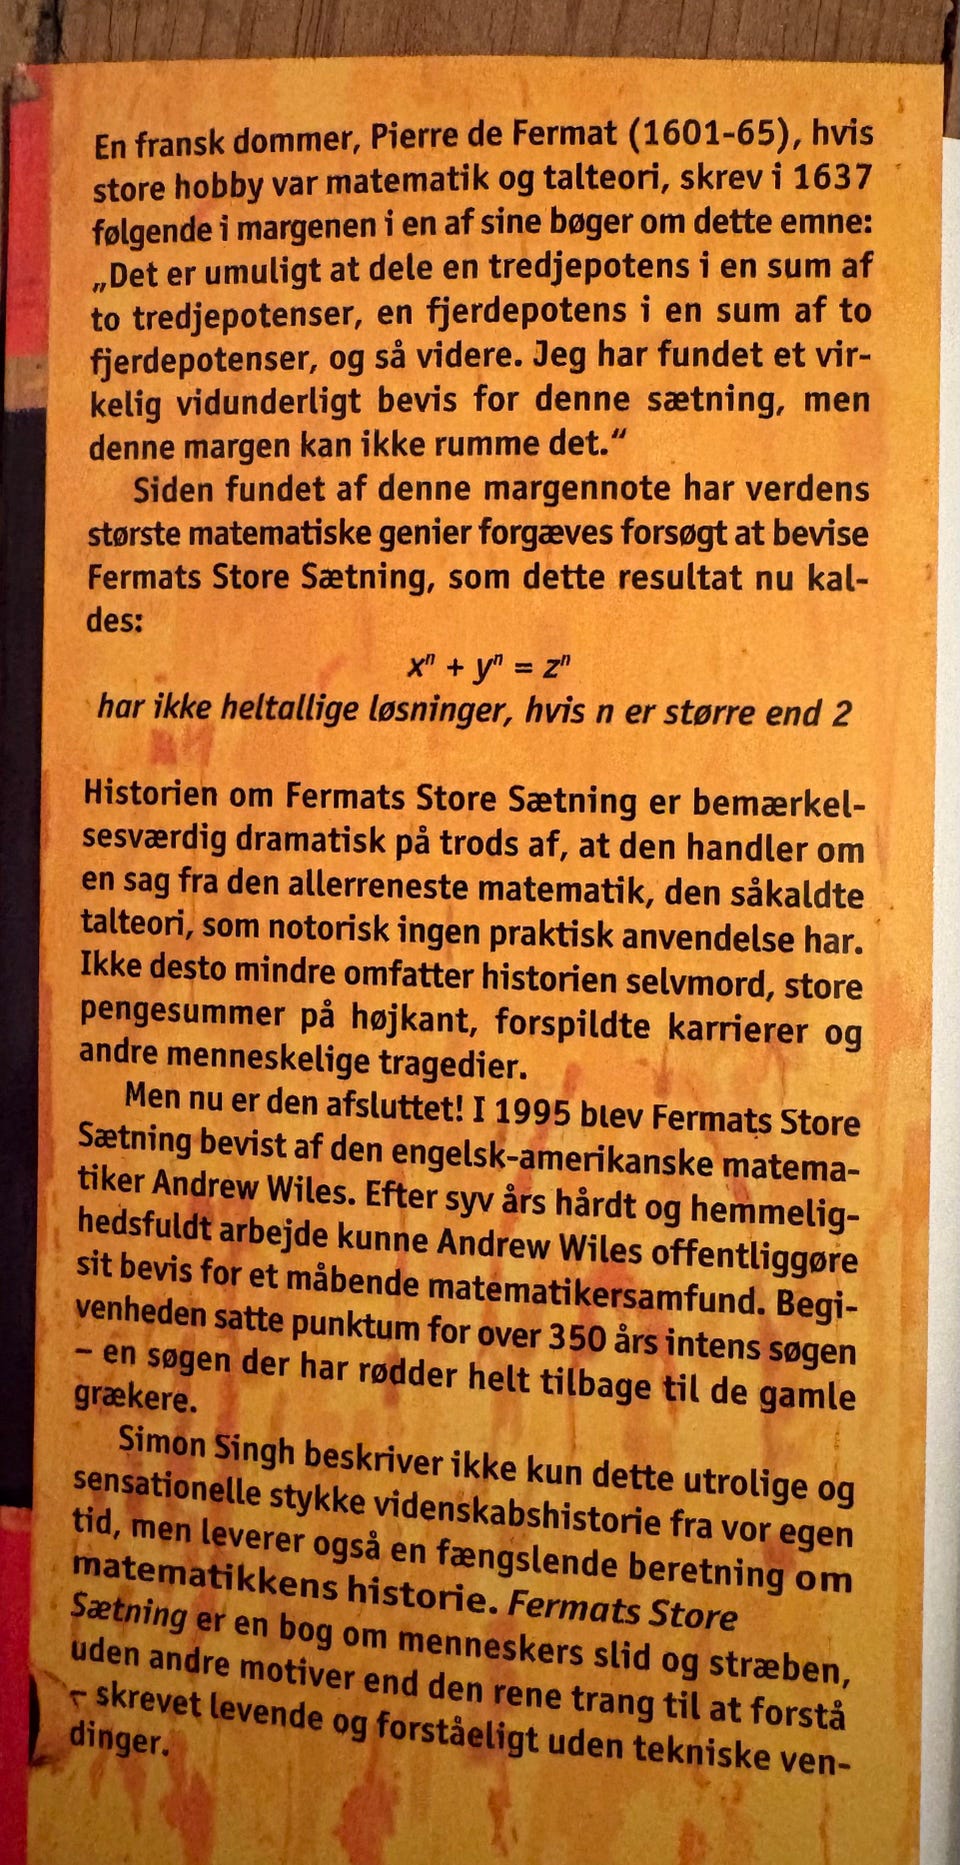 En fransk dommer, Pierre de Fermat (1601-65), hvis
store hobby var matematik og talteori, skrev i 1637
følgende i margenen i en af sine bøger om dette emne:
„Det er umuligt at dele en tredjepotens i en sum af
to tredjepotenser, en fjerdepotens i en sum af to
fjerdepotenser, og så videre. Jeg har fundet et vir-
kelig vidunderligt bevis for denne sætning, men
denne margen kan ikke rumme det.“
Siden fundet af denne margennote har verdens
største matematiske genier forgæves forsøgt at bevise
Fermats Store Sætning, som dette resultat nu kal-
des:
xⁿ + yⁿ = zⁿ
har ikke heltallige løsninger, hvis n er større end 2
Historien om Fermats Store Sætning er bemærkel-
sesværdig dramatisk på trods af, at den handler om
en sag fra den allerreneste matematik, den såkaldte
talteori, som notorisk ingen praktisk anvendelse har.
Ikke desto mindre omfatter historien selvmord, store
pengesummer på højkant, forspildte karrierer og
andre menneskelige tragedier.
Men nu er den afsluttet! I 1995 blev Fermats Store
Sætning bevist af den engelsk-amerikanske matema-
tiker Andrew Wiles. Efter syv års hårdt og hemmelig-
hedsfuldt arbejde kunne Andrew Wiles offentliggøre
sit bevis for et måbende matematikersamfund. Begi-
venheden satte punktum for over 350 års intens søgen
– en søgen der har rødder helt tilbage til de gamle
grækere.
Simon Singh beskriver ikke kun dette utrolige og
sensationelle stykke videnskabshistorie fra vor egen
tid, men leverer også en fængslende beretning om
matematikkens historie. Fermats Store
Sætning er en bog om menneskers slid og stræben,
uden andre motiver end den rene trang til at forstå
– skrevet levende og forståeligt uden tekniske ven-
dinger.